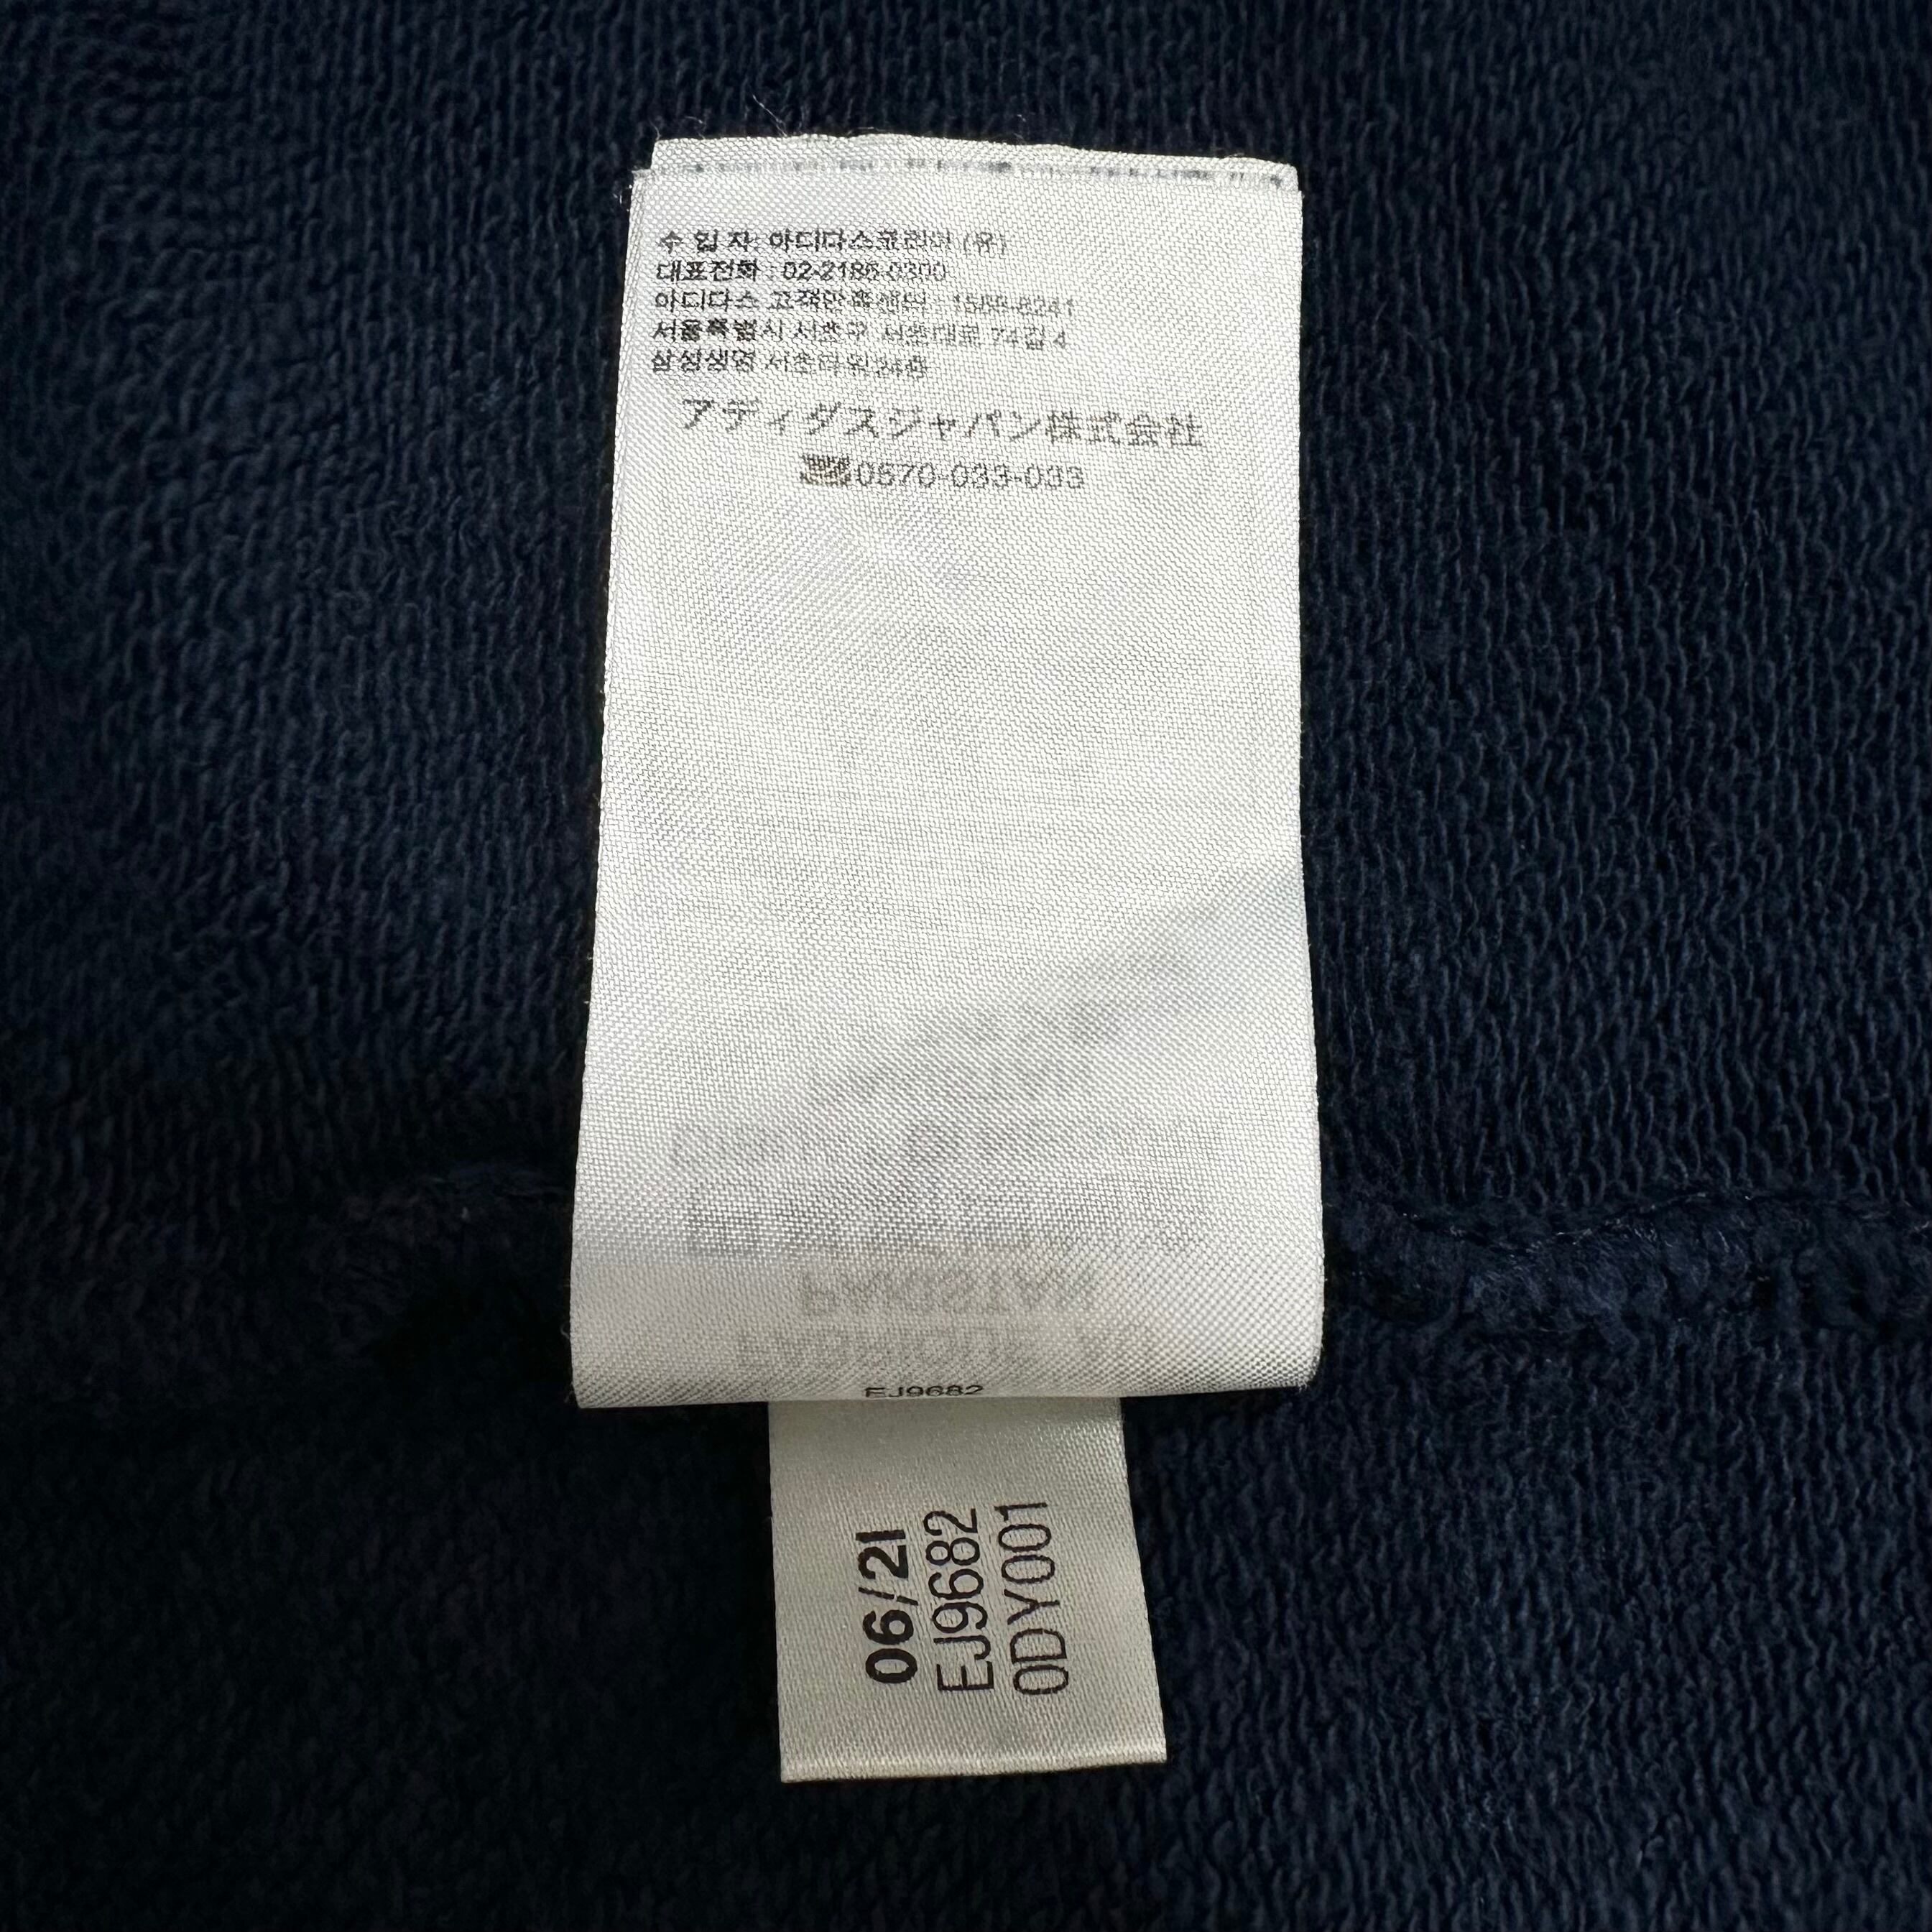 수 입 자: 아디다스코리아 (유)
대표전화 : 02-2186-0300
아디다스 고객만족센터 : 1588-8241
서울특별시 서초구 서초대로 74길 4
삼성생명 서초타워 24층
アディダスジャパン株式会社
0570-033-033
PAKISTAN
EJ9682
06/21
EJ9682
0DY001